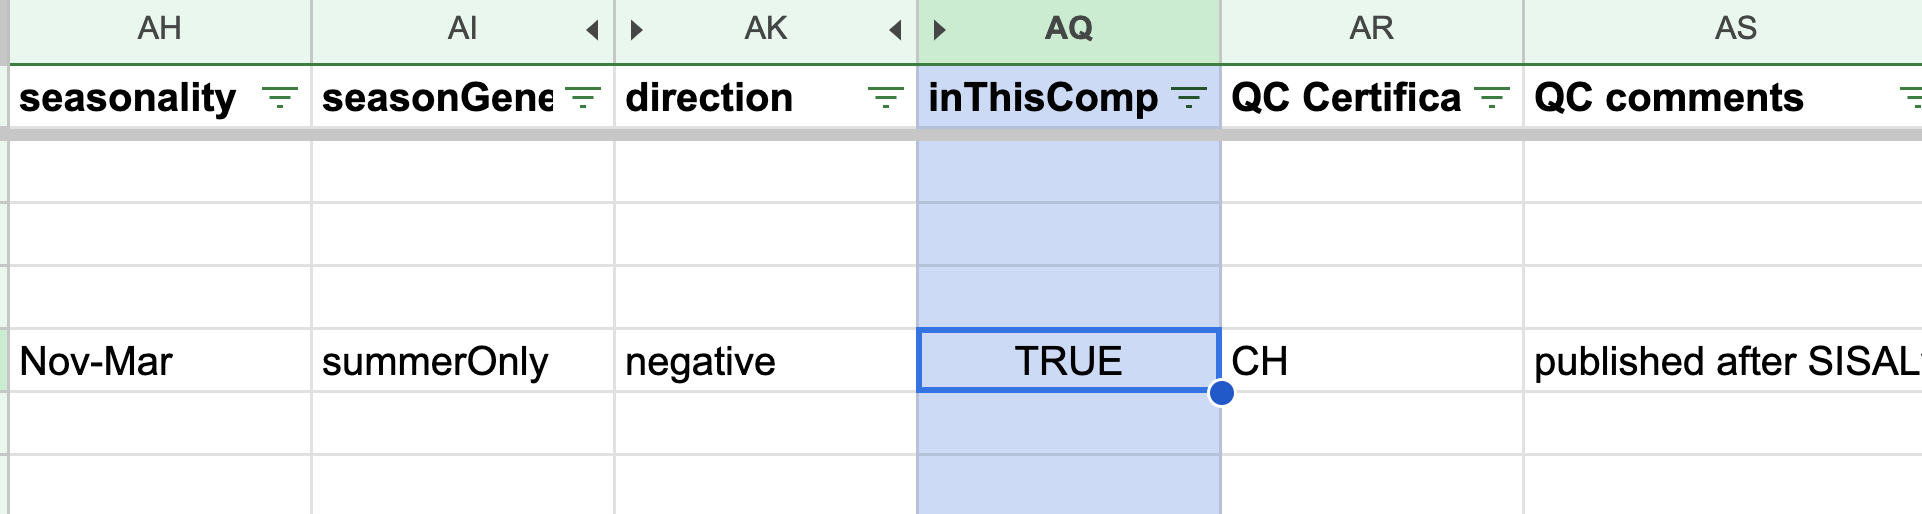 AH AI AK AQ AR AS
seasonality seasonGene direction inThisComp QC Certifica QC comments
Nov-Mar summerOnly negative TRUE CH published after SISAL